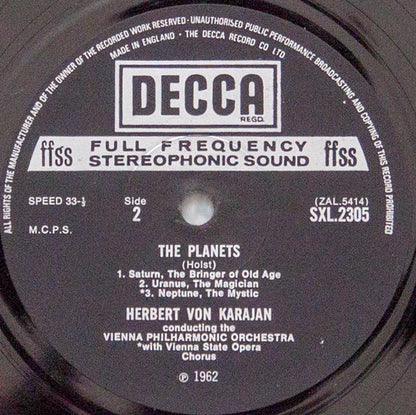 ALL RIGHTS OF THE MANUFACTURER AND OF THE OWNER OF THE RECORDED WORK RESERVED · UNAUTHORISED PUBLIC PERFORMANCE BROADCASTING AND COPYING OF THIS RECORD PROHIBITED
MADE IN ENGLAND · THE DECCA RECORD CO LTD
DECCA
REGD.
ffss FULL FREQUENCY ffss
STEREOPHONIC SOUND
SPEED 33-⅓ Side (ZAL.5414)
2 SXL.2305
M.C.P.S.
THE PLANETS
(Holst)
1. Saturn, The Bringer of Old Age
2. Uranus, The Magician
*3. Neptune, The Mystic
HERBERT VON KARAJAN
conducting the
VIENNA PHILHARMONIC ORCHESTRA
*with Vienna State Opera
Chorus
℗ 1962